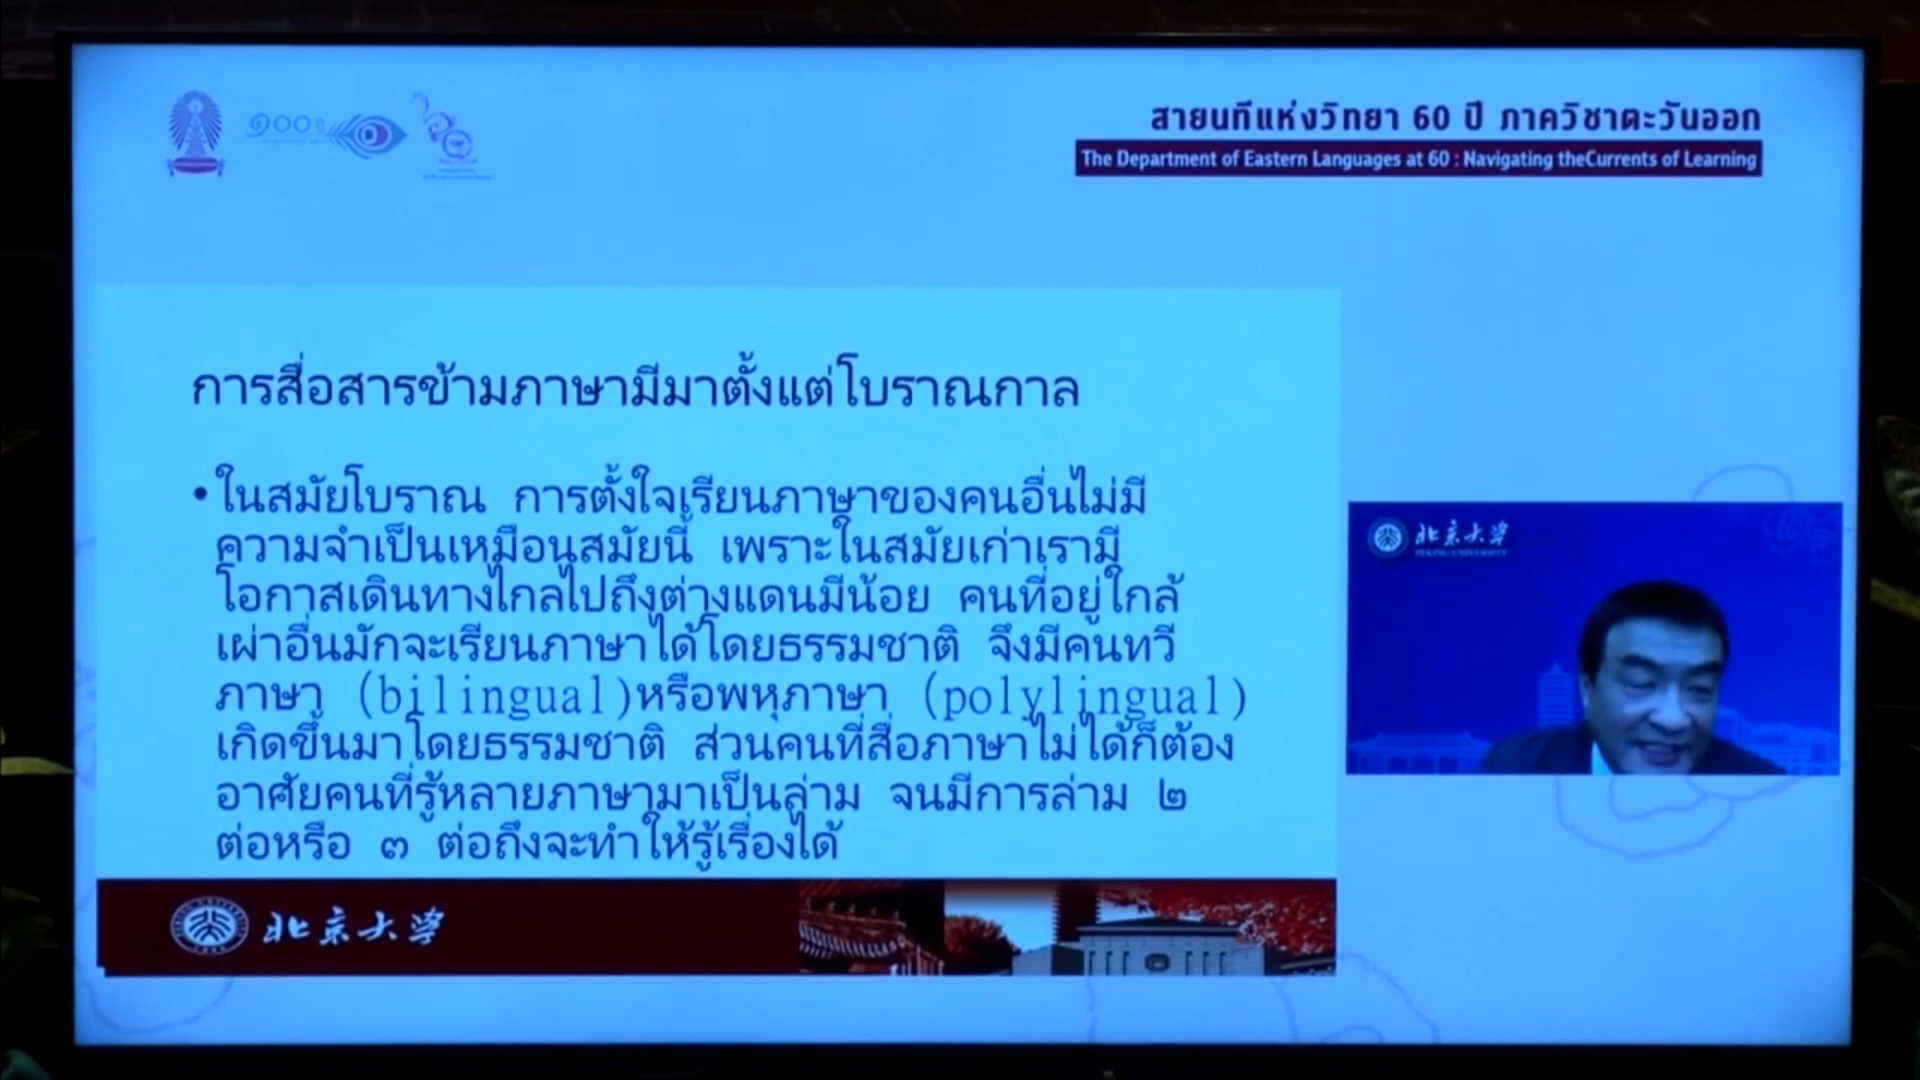 ๑๐๐ ปี
สายนทีแห่งวิทยา 60 ปี ภาควิชาตะวันออก
The Department of Eastern Languages at 60 : Navigating theCurrents of Learning
การสื่อสารข้ามภาษามีมาตั้งแต่โบราณกาล
•ในสมัยโบราณ การตั้งใจเรียนภาษาของคนอื่นไม่มี
ความจำเป็นเหมือนสมัยนี้ เพราะในสมัยเก่าเรามี
โอกาสเดินทางไกลไปถึงต่างแดนมีน้อย คนที่อยู่ใกล้
เผ่าอื่นมักจะเรียนภาษาได้โดยธรรมชาติ จึงมีคนทวี
ภาษา (bilingual)หรือพหุภาษา (polylingual)
เกิดขึ้นมาโดยธรรมชาติ ส่วนคนที่สื่อภาษาไม่ได้ก็ต้อง
อาศัยคนที่รู้หลายภาษามาเป็นล่าม จนมีการล่าม ๒
ต่อหรือ ๓ ต่อถึงจะทำให้รู้เรื่องได้
北京大学
PEKING UNIVERSITY
北京大学